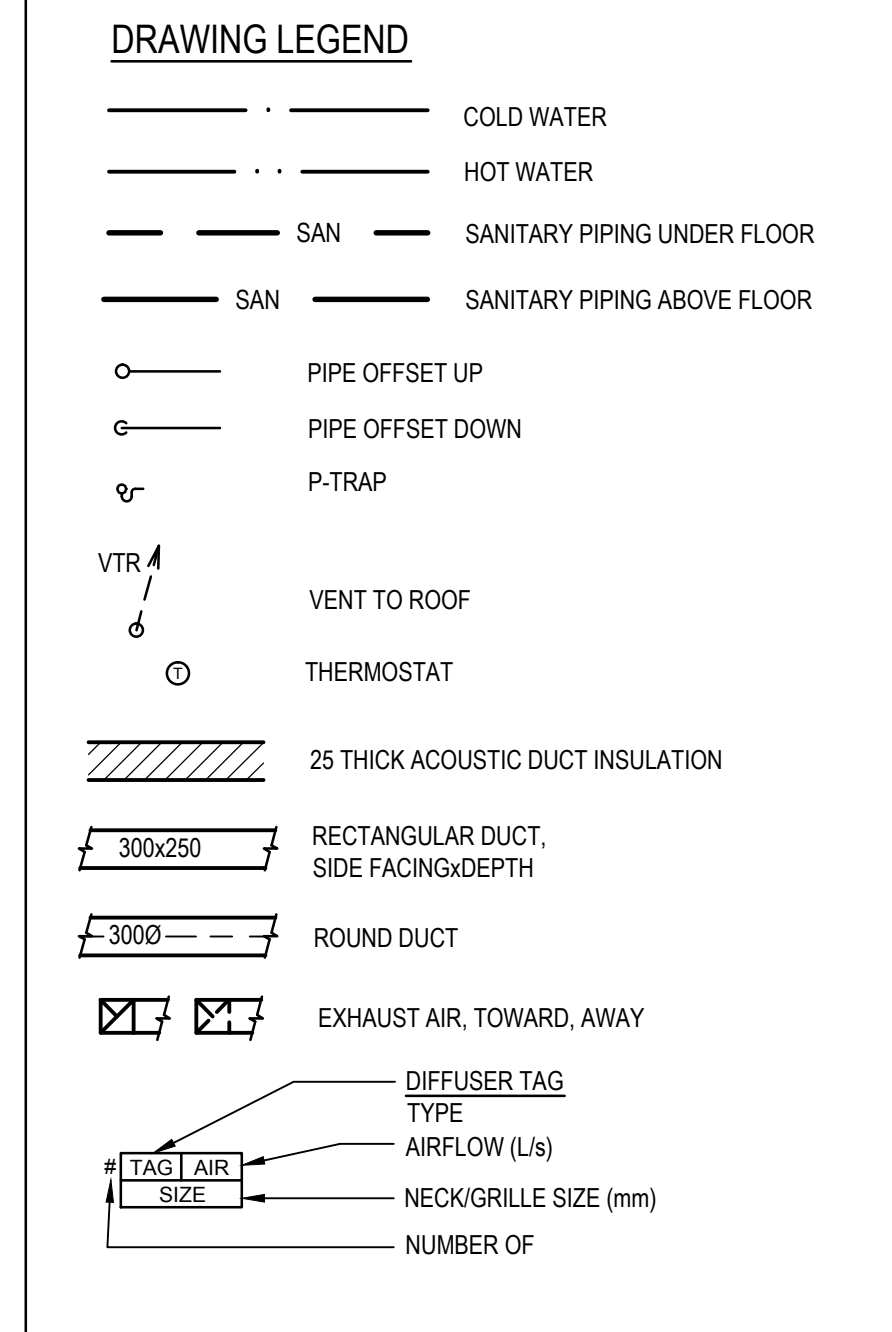 DRAWING LEGEND
COLD WATER
HOT WATER
SAN SANITARY PIPING UNDER FLOOR
SAN SANITARY PIPING ABOVE FLOOR
PIPE OFFSET UP
PIPE OFFSET DOWN
P-TRAP
VTR
VENT TO ROOF
T THERMOSTAT
25 THICK ACOUSTIC DUCT INSULATION
300x250
RECTANGULAR DUCT,
SIDE FACINGxDEPTH
300Ø ROUND DUCT
EXHAUST AIR, TOWARD, AWAY
DIFFUSER TAG
TYPE
AIRFLOW (L/s)
# TAG AIR
SIZE
NECK/GRILLE SIZE (mm)
NUMBER OF